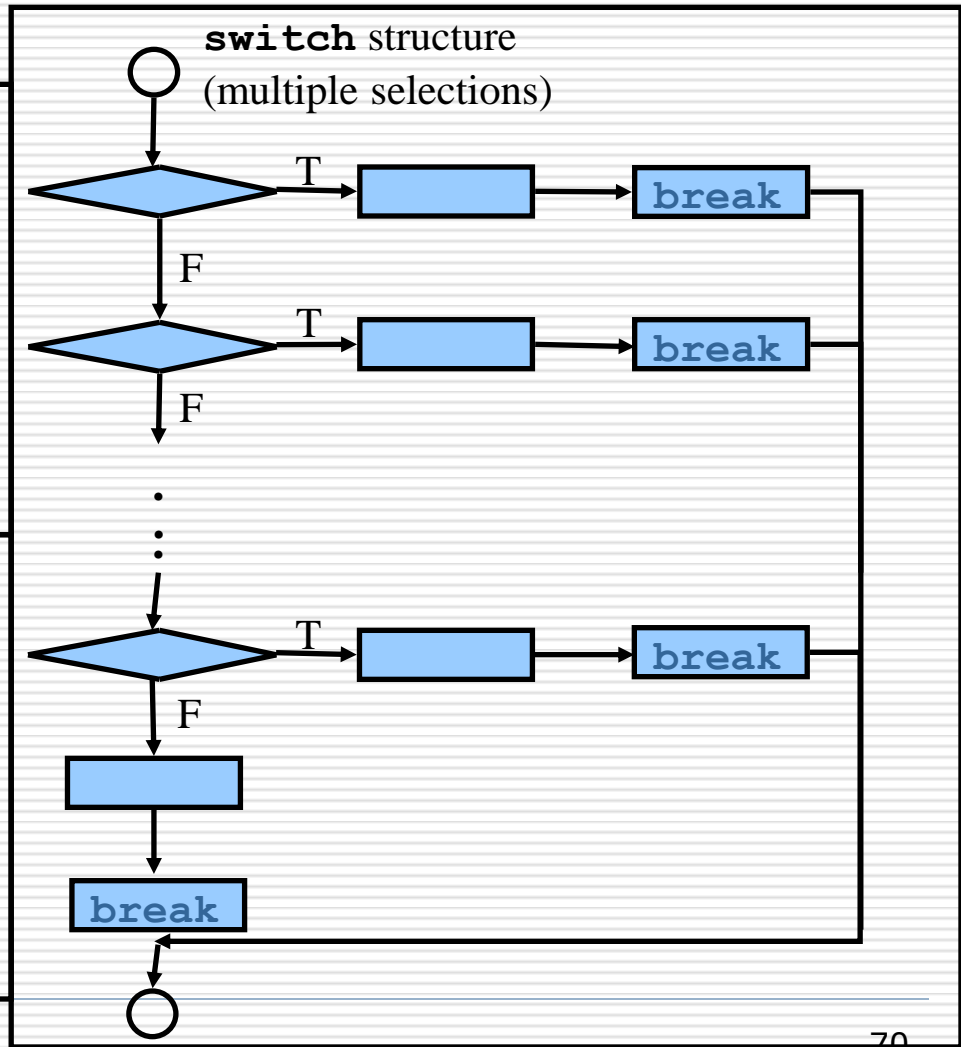 switch structure
(multiple selections)
T
break
F
T
break
F
.
.
.
T
break
F
break